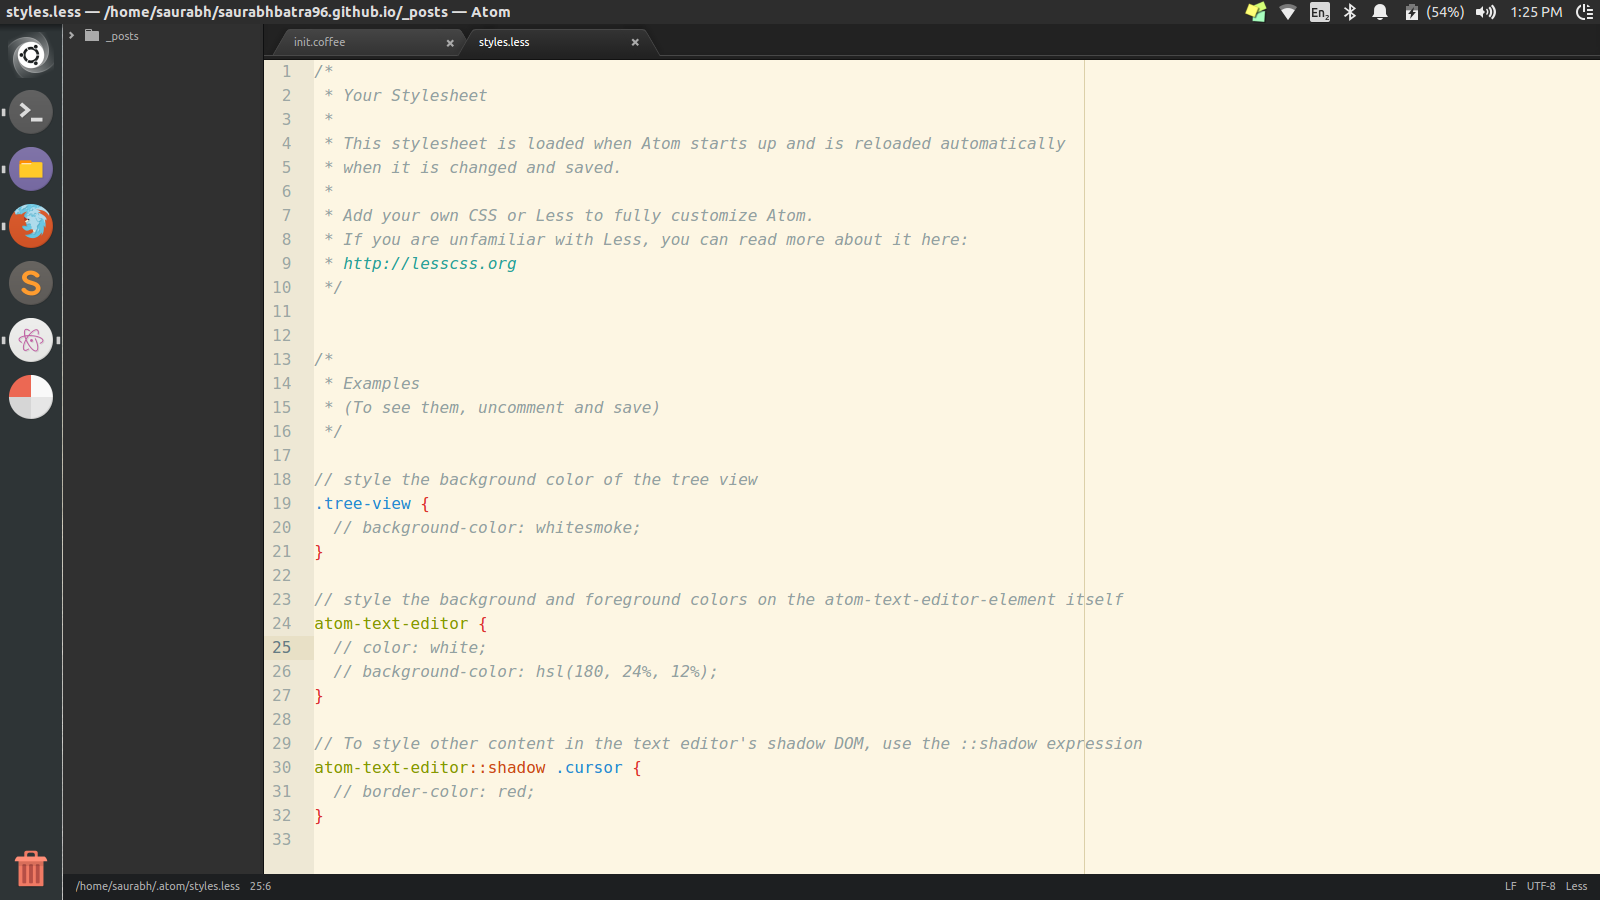 styles.less — /home/saurabh/saurabhbatra96.github.io/_posts — Atom
En2
(54%)
1:25 PM
_posts
init.coffee
styles.less
1 /*
2  * Your Stylesheet
3  *
4  * This stylesheet is loaded when Atom starts up and is reloaded automatically
5  * when it is changed and saved.
6  *
7  * Add your own CSS or Less to fully customize Atom.
8  * If you are unfamiliar with Less, you can read more about it here:
9  * http://lesscss.org
10  */
11
12
13 /*
14  * Examples
15  * (To see them, uncomment and save)
16  */
17
18 // style the background color of the tree view
19 .tree-view {
20   // background-color: whitesmoke;
21 }
22
23 // style the background and foreground colors on the atom-text-editor-element itself
24 atom-text-editor {
25   // color: white;
26   // background-color: hsl(180, 24%, 12%);
27 }
28
29 // To style other content in the text editor's shadow DOM, use the ::shadow expression
30 atom-text-editor::shadow .cursor {
31   // border-color: red;
32 }
33
/home/saurabh/.atom/styles.less 25:6
LF UTF-8 Less